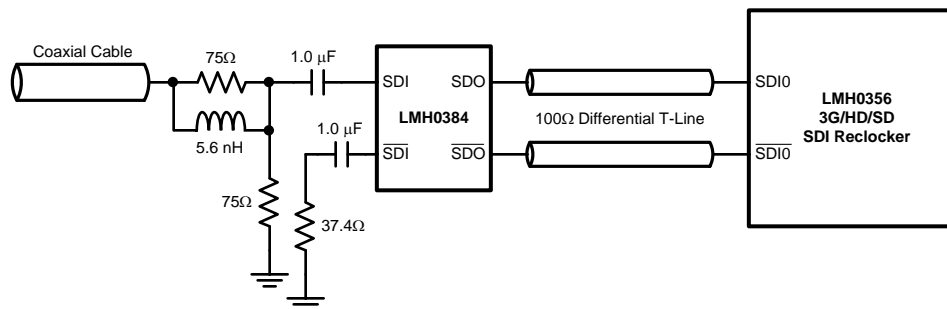 Coaxial Cable
75Ω
5.6 nH
75Ω
1.0 μF
1.0 μF
37.4Ω
SDI
SDO
LMH0384
SDI
SDO
100Ω Differential T-Line
SDI0
LMH0356
3G/HD/SD
SDI Reclocker
SDI0